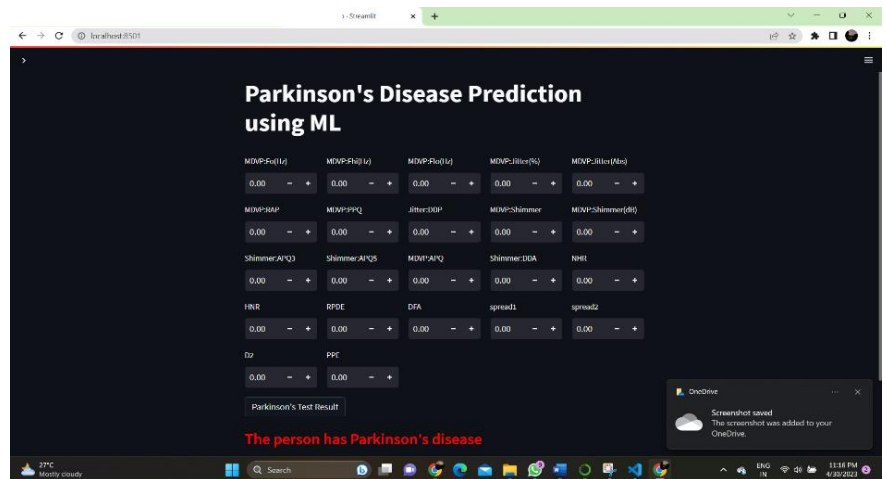 - Streamlit
localhost:8501
Parkinson's Disease Prediction
using ML
MDVP:Fo(Hz) MDVP:Fhi(Hz) MDVP:Flo(Hz) MDVP:Jitter(%) MDVP:Jitter(Abs)
0.00 - + 0.00 - + 0.00 - + 0.00 - + 0.00 - +
MDVP:RAP MDVP:PPQ Jitter:DDP MDVP:Shimmer MDVP:Shimmer(dB)
0.00 - + 0.00 - + 0.00 - + 0.00 - + 0.00 - +
Shimmer:APQ3 Shimmer:APQ5 MDVP:APQ Shimmer:DDA NHR
0.00 - + 0.00 - + 0.00 - + 0.00 - + 0.00 - +
HNR RPDE DFA spread1 spread2
0.00 - + 0.00 - + 0.00 - + 0.00 - + 0.00 - +
D2 PPE
0.00 - + 0.00 - +
Parkinson's Test Result
The person has Parkinson's disease
OneDrive
Screenshot saved
The screenshot was added to your
OneDrive.
27°C
Mostly cloudy
Search
ENG
IN
11:16 PM
4/30/2023